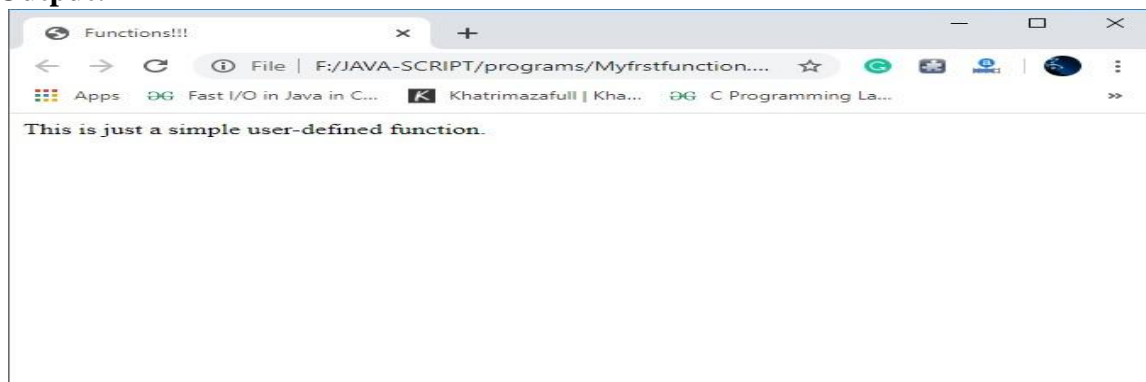 Output:
Functions!!!
File | F:/JAVA-SCRIPT/programs/Myfrstfunction....
Apps Fast I/O in Java in C... Khatrimazafull | Kha... C Programming La...
This is just a simple user-defined function.